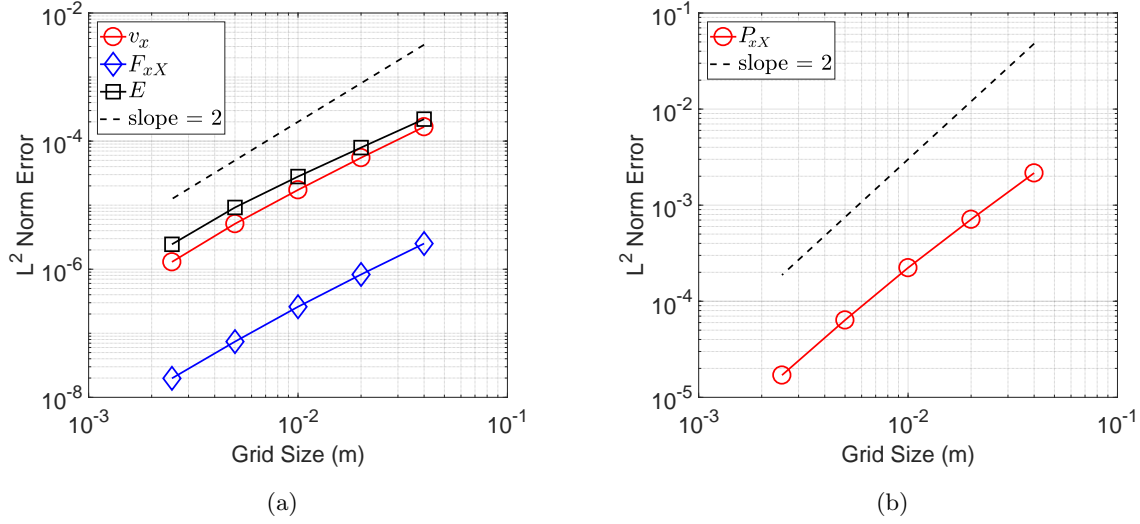 10^-2
10^-4
10^-6
10^-8
L^2 Norm Error
v_x
F_xX
E
slope = 2
10^-3
10^-2
10^-1
Grid Size (m)
(a)
10^-1
10^-2
10^-3
10^-4
10^-5
L^2 Norm Error
P_xX
slope = 2
10^-3
10^-2
10^-1
Grid Size (m)
(b)